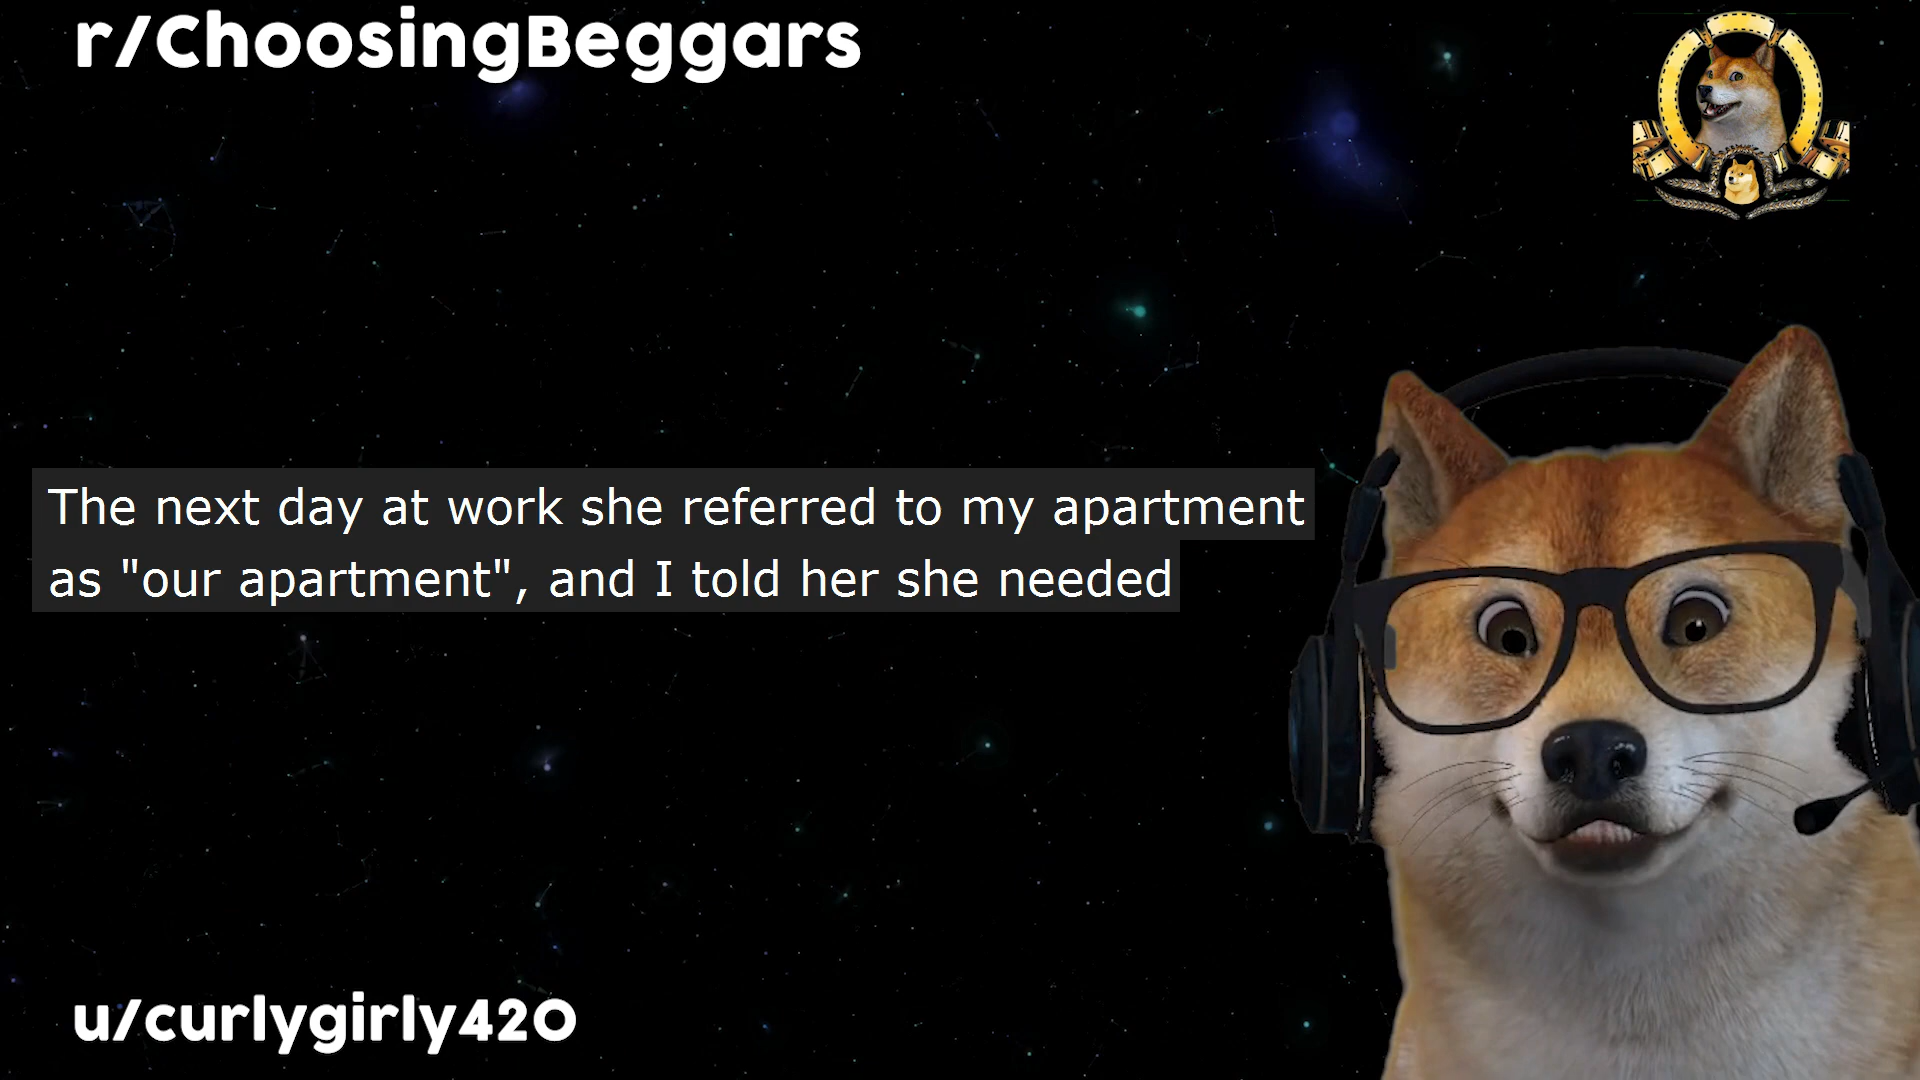 r/ChoosingBeggars
The next day at work she referred to my apartment
as "our apartment", and I told her she needed
u/curlygirly420